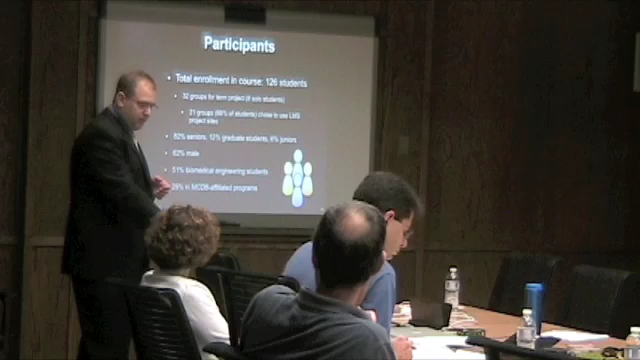 Participants
Total enrollment in course: 126 students
32 groups for term project (6 solo students)
21 groups (68% of students) chose to use LMS
project sites
82% seniors, 12% graduate students, 6% juniors
62% male
51% biomedical engineering students
26% in MCDB-affiliated programs